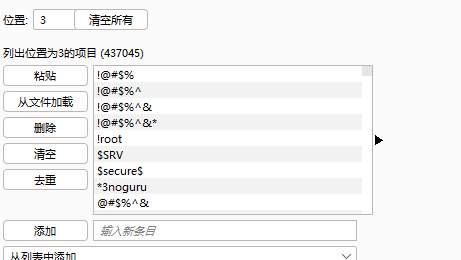 位置: 3 清空所有
列出位置为3的项目 (437045)
粘贴
从文件加载
删除
清空
去重
!@#$%
!@#$%^
!@#$%^&
!@#$%^&*
!root
$SRV
$secure$
*3noguru
@#$%^&
添加 输入新条目
从列表中添加